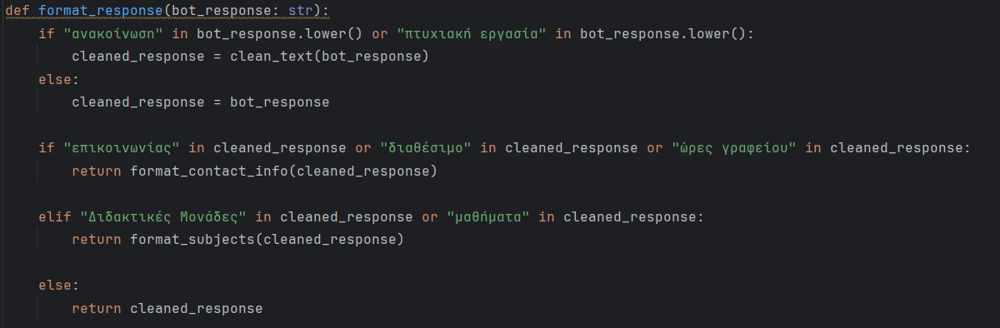 def format_response(bot_response: str):
    if "ανακοίνωση" in bot_response.lower() or "πτυχιακή εργασία" in bot_response.lower():
        cleaned_response = clean_text(bot_response)
    else:
        cleaned_response = bot_response

    if "επικοινωνίας" in cleaned_response or "διαθέσιμο" in cleaned_response or "ώρες γραφείου" in cleaned_response:
        return format_contact_info(cleaned_response)

    elif "Διδακτικές Μονάδες" in cleaned_response or "μαθήματα" in cleaned_response:
        return format_subjects(cleaned_response)

    else:
        return cleaned_response